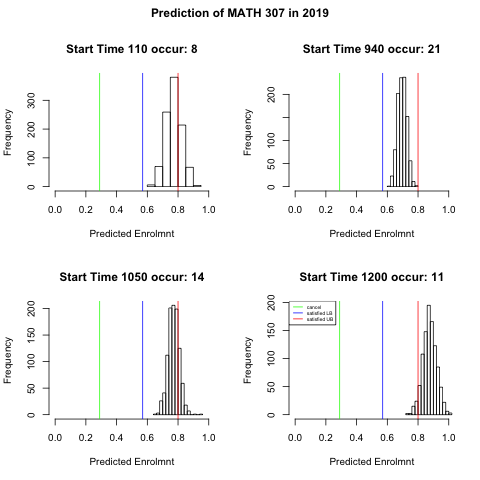 Prediction of MATH 307 in 2019
Start Time 110 occur: 8
Frequency
0 100 200 300
0.0 0.2 0.4 0.6 0.8 1.0
Predicted Enrolmnt
Start Time 940 occur: 21
Frequency
0 50 200
0.0 0.2 0.4 0.6 0.8 1.0
Predicted Enrolmnt
Start Time 1050 occur: 14
Frequency
0 50 100 150 200
0.0 0.2 0.4 0.6 0.8 1.0
Predicted Enrolmnt
Start Time 1200 occur: 11
cancel
satisfied LB
satisfied UB
Frequency
0 50 100 150 200
0.0 0.2 0.4 0.6 0.8 1.0
Predicted Enrolmnt